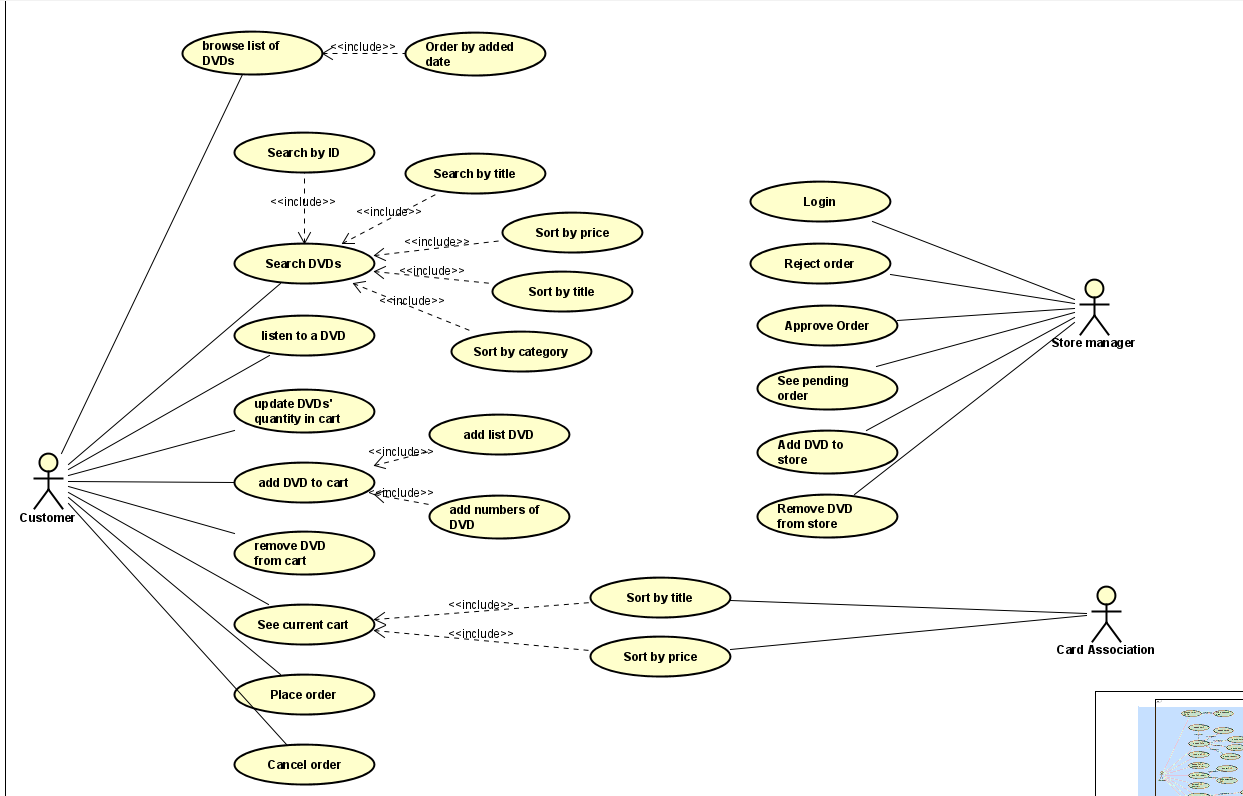 browse list of
DVDs
<<include>>
Order by added
date
Search by ID
Search by title
<<include>>
<<include>>
Sort by price
<<include>>
Search DVDs
<<include>>
Sort by title
<<include>>
listen to a DVD
Sort by category
update DVDs'
quantity in cart
add list DVD
<<include>>
add DVD to cart
<<include>>
add numbers of
DVD
Customer
remove DVD
from cart
See current cart
<<include>>
Sort by title
<<include>>
Sort by price
Place order
Cancel order
Login
Reject order
Approve Order
See pending
order
Add DVD to
store
Remove DVD
from store
Store manager
Card Association